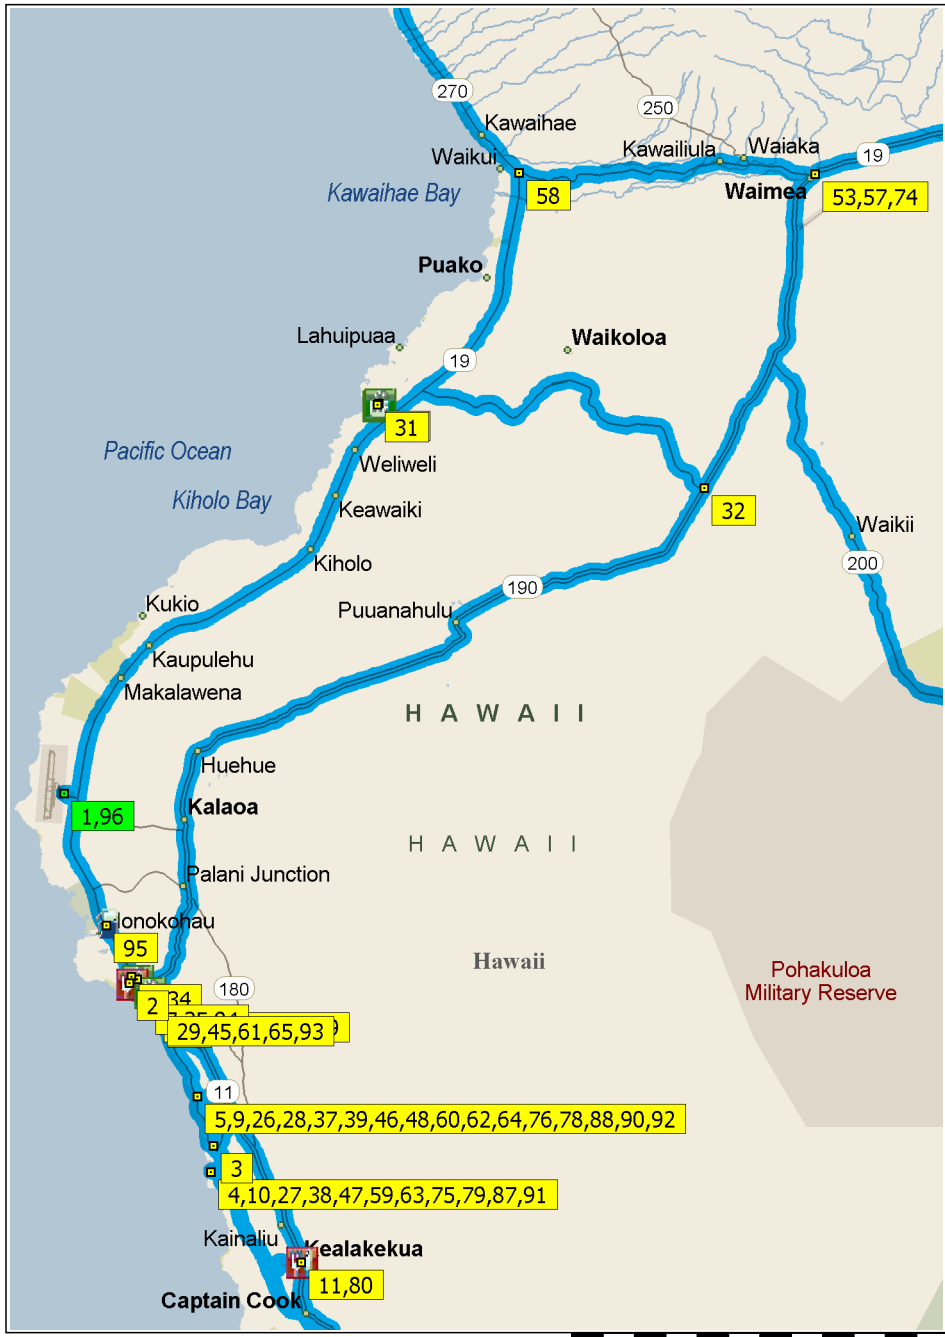 270
250
Kawaihae
Waikui
Kawailiula
Waiaka
19
Kawaihae Bay
58
Waimea
53,57,74
Puako
Lahuipuaa
Waikoloa
19
31
Pacific Ocean
Weliweli
Kiholo Bay
Keawaiki
32
Waikii
Kiholo
200
190
Kukio
Puuanahulu
Kaupulehu
Makalawena
H A W A I I
Huehue
1,96
Kalaoa
H A W A I I
Palani Junction
95
Hawaii
Pohakuloa
Military Reserve
180
2
34
29,45,61,65,93
11
5,9,26,28,37,39,46,48,60,62,64,76,78,88,90,92
3
4,10,27,38,47,59,63,75,79,87,91
Kainaliu
Kealakekua
11,80
Captain Cook